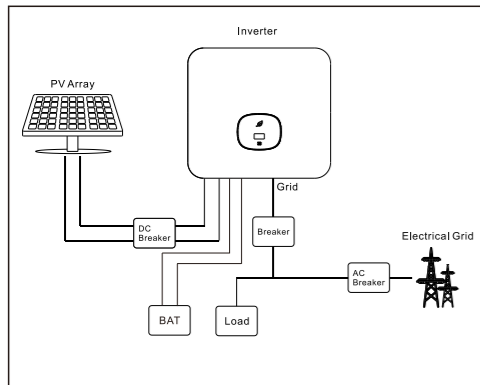 Inverter
PV Array
Grid
DC
Breaker
Breaker
Electrical Grid
AC
Breaker
BAT
Load